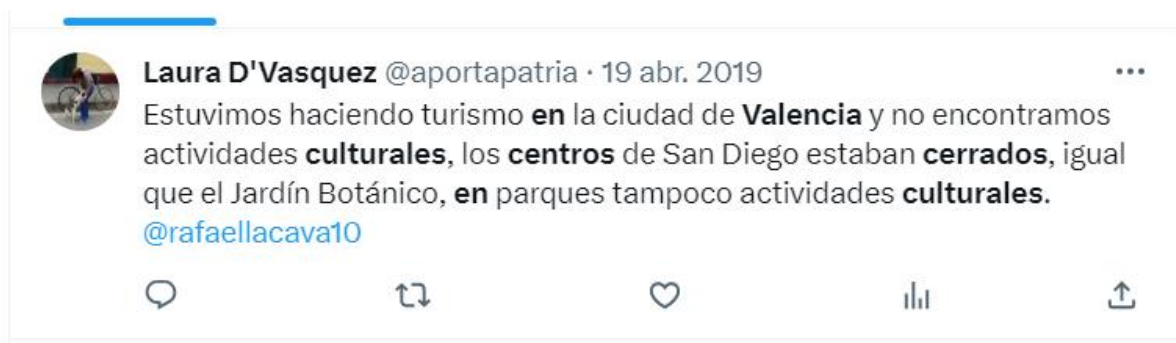 Laura D'Vasquez @aportapatria · 19 abr. 2019
Estuvimos haciendo turismo en la ciudad de Valencia y no encontramos
actividades culturales, los centros de San Diego estaban cerrados, igual
que el Jardín Botánico, en parques tampoco actividades culturales.
@rafaellacava10